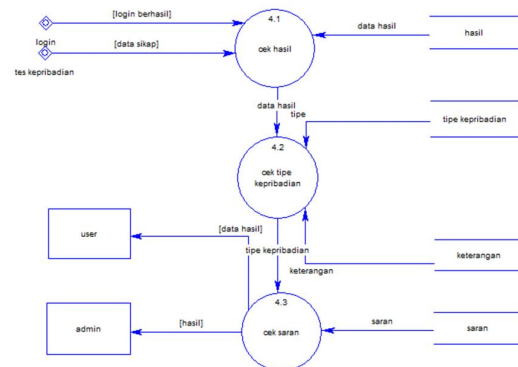 [login berhasil]
4.1
data hasil
hasil
login
[data sikap]
cek hasil
tes kepribadian
data hasil
tipe
tipe kepribadian
4.2
cek tipe
kepribadian
user
[data hasil]
tipe kepribadian
keterangan
keterangan
4.3
admin
[hasil]
cek saran
saran
saran